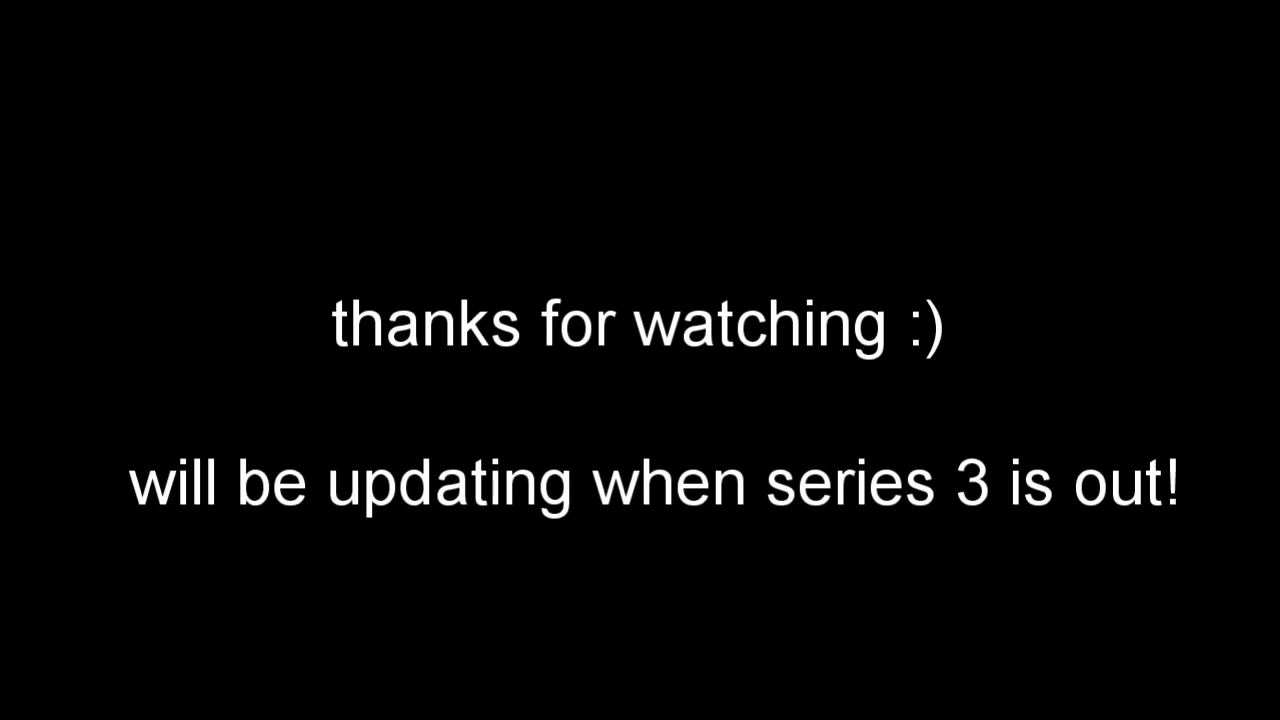 thanks for watching :)
will be updating when series 3 is out!